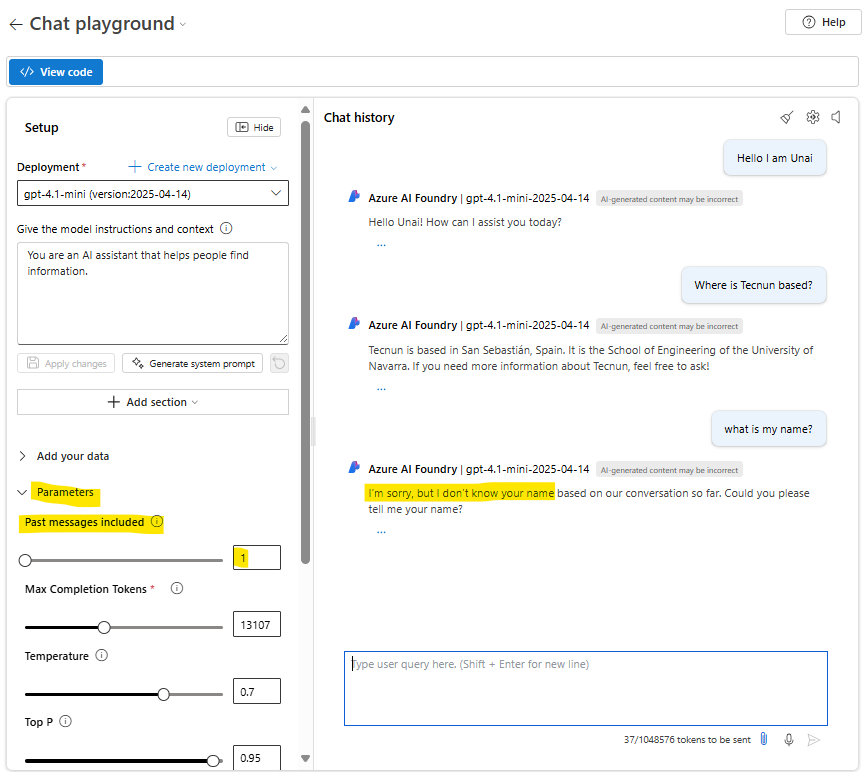 Chat playground
Help
View code
Setup
Hide
Deployment *
Create new deployment
gpt-4.1-mini (version:2025-04-14)
Give the model instructions and context
You are an AI assistant that helps people find
information.
Apply changes
Generate system prompt
Add section
Add your data
Parameters
Past messages included
1
Max Completion Tokens *
13107
Temperature
0.7
Top P
0.95
Chat history
Hello I am Unai
Azure AI Foundry | gpt-4.1-mini-2025-04-14 AI-generated content may be incorrect
Hello Unai! How can I assist you today?
...
Where is Tecnun based?
Azure AI Foundry | gpt-4.1-mini-2025-04-14 AI-generated content may be incorrect
Tecnun is based in San Sebastián, Spain. It is the School of Engineering of the University of
Navarra. If you need more information about Tecnun, feel free to ask!
...
what is my name?
Azure AI Foundry | gpt-4.1-mini-2025-04-14 AI-generated content may be incorrect
I'm sorry, but I don't know your name based on our conversation so far. Could you please
tell me your name?
...
Type user query here. (Shift + Enter for new line)
37/1048576 tokens to be sent